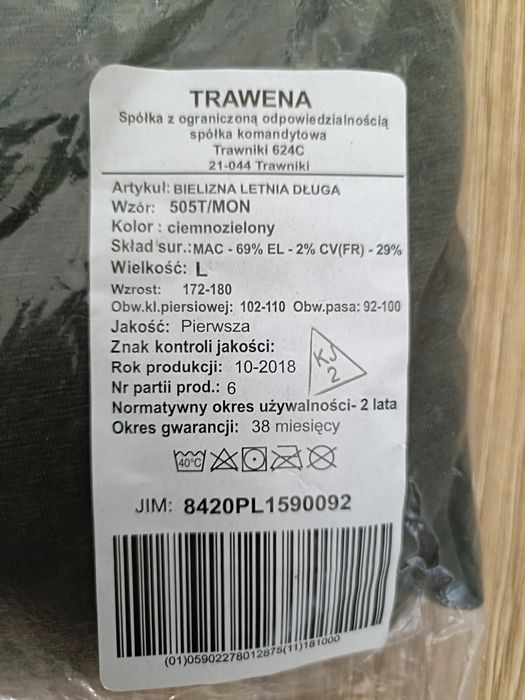 TRAWENA
Spółka z ograniczoną odpowiedzialnością
spółka komandytowa
Trawniki 624C
21-044 Trawniki
Artykuł: BIELIZNA LETNIA DŁUGA
Wzór: 505T/MON
Kolor : ciemnozielony
Skład sur.: MAC - 69% EL - 2% CV(FR) - 29%
Wielkość: L
Wzrost: 172-180
Obw.kl.piersiowej: 102-110 Obw.pasa: 92-100
Jakość: Pierwsza
Znak kontroli jakości:
KJ
2
Rok produkcji: 10-2018
Nr partii prod.: 6
Normatywny okres używalności- 2 lata
Okres gwarancji: 38 miesięcy
40°C
JIM: 8420PL1590092
(01)05902278012875(11)181000